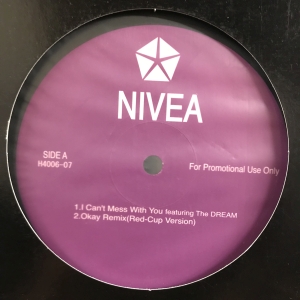 NIVEA
SIDE A
H4006-07
For Promotional Use Only
1.I Can't Mess With You featuring The DREAM
2.Okay Remix(Red-Cup Version)